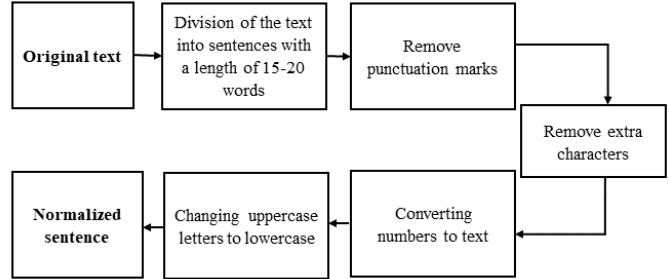 Original text
Division of the text
into sentences with
a length of 15-20
words
Remove
punctuation marks
Remove extra
characters
Converting
numbers to text
Changing uppercase
letters to lowercase
Normalized
sentence